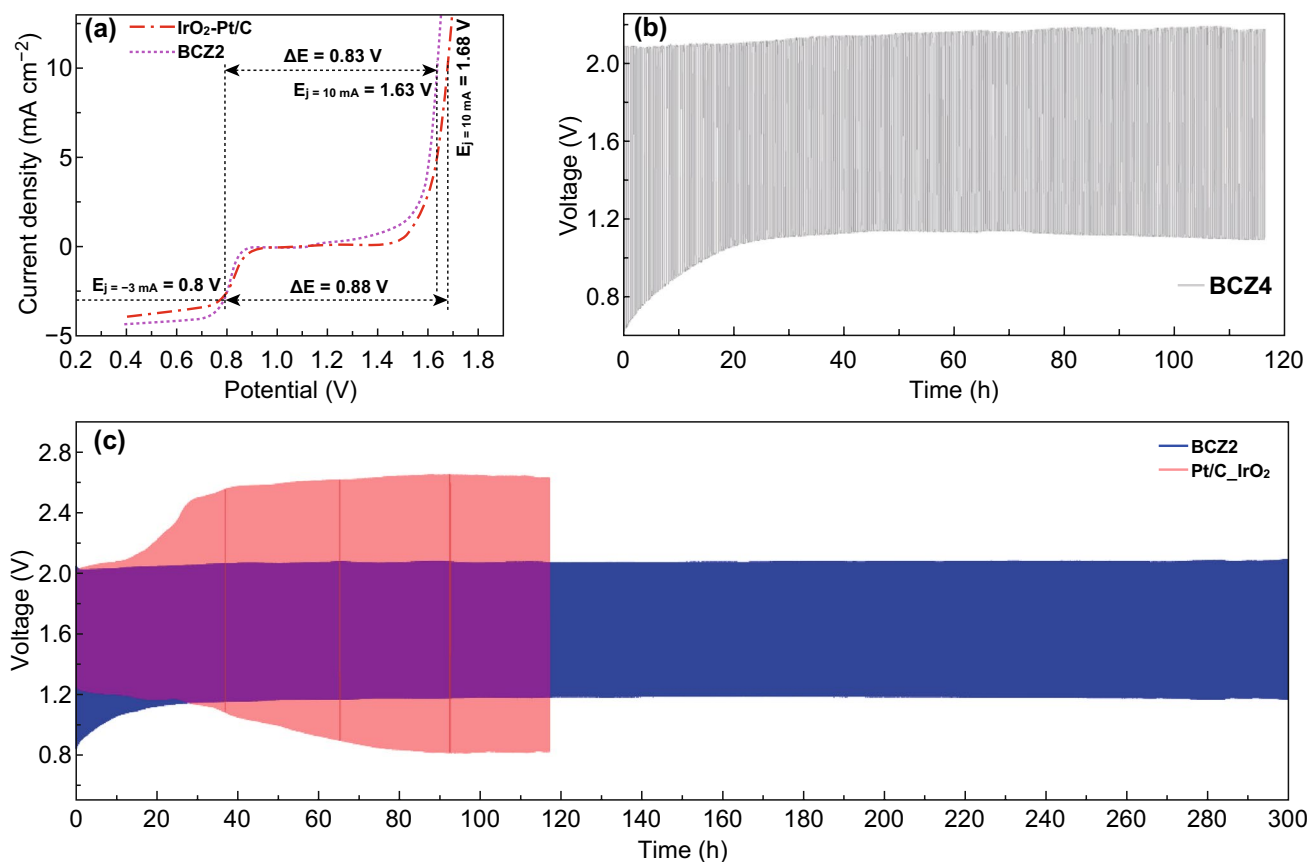 (a)
IrO₂-Pt/C
BCZ2
ΔE = 0.83 V
E j = 10 mA = 1.63 V
E j = 10 mA = 1.68 V
E j = −3 mA = 0.8 V
ΔE = 0.88 V
10
5
0
−5
Current density (mA cm⁻²)
0.2 0.4 0.6 0.8 1.0 1.2 1.4 1.6 1.8
Potential (V)
(b)
2.0
1.6
1.2
0.8
Voltage (V)
BCZ4
0 20 40 60 80 100 120
Time (h)
(c)
BCZ2
Pt/C_IrO₂
2.8
2.4
2.0
1.6
1.2
0.8
Voltage (V)
0 20 40 60 80 100 120 140 160 180 200 220 240 260 280 300
Time (h)